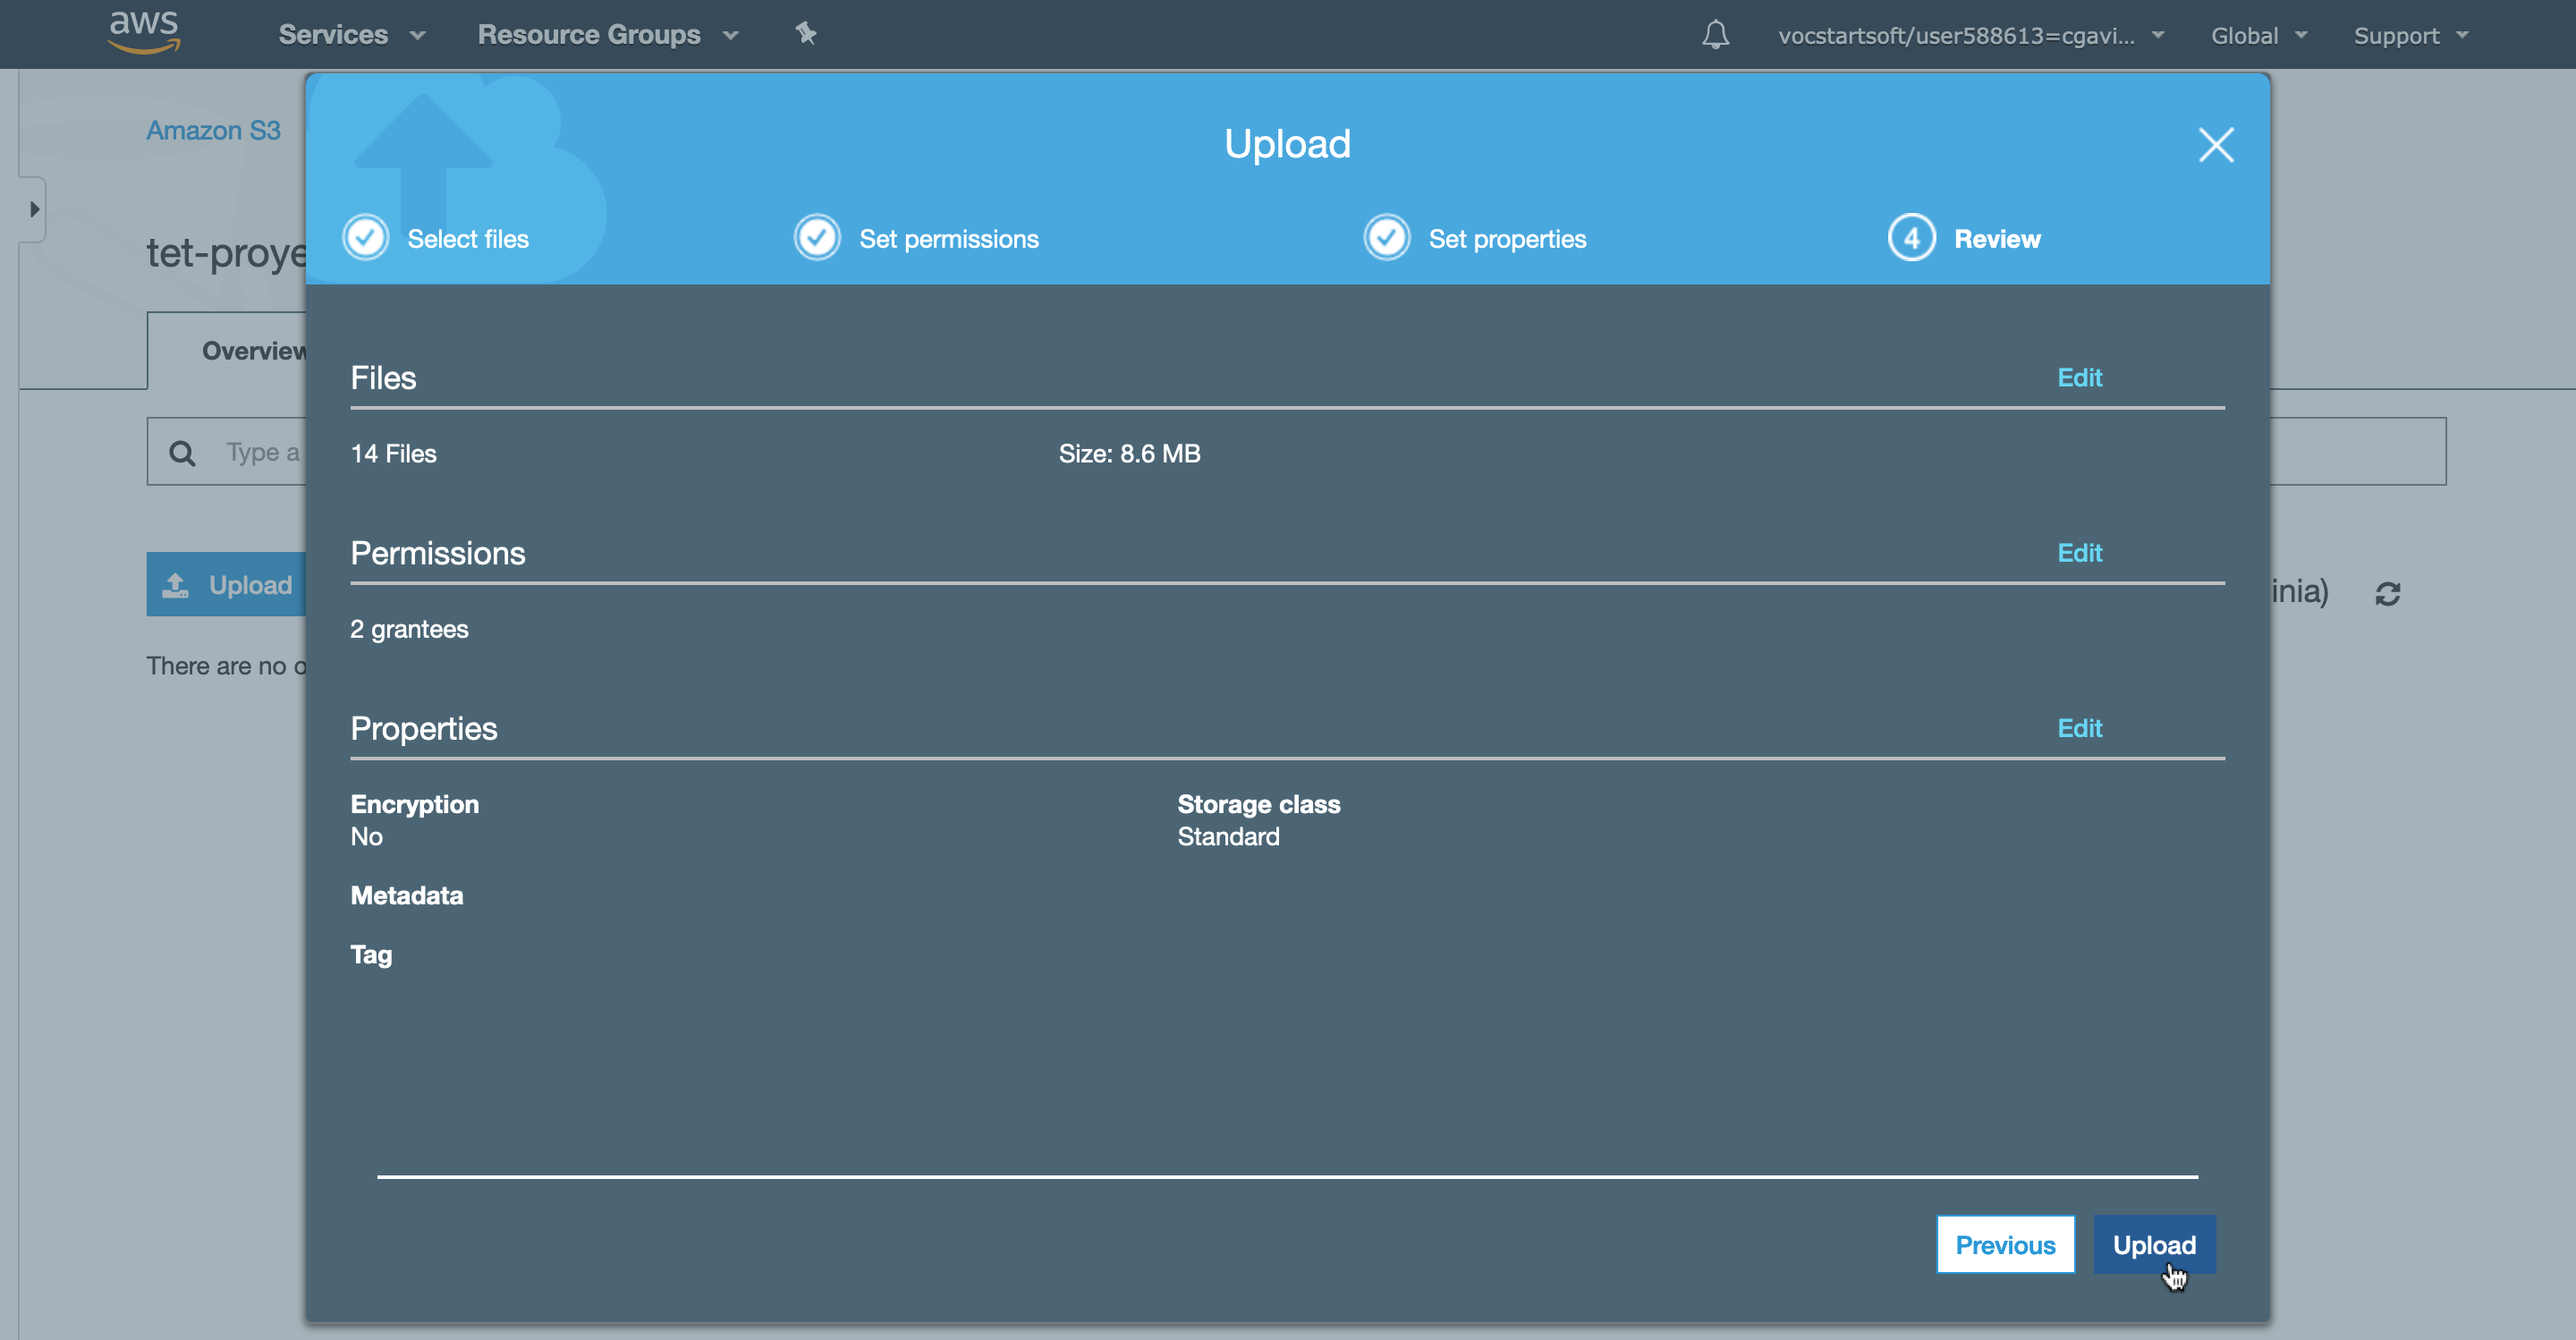 aws
Services
Resource Groups
vocstartsoft/user588613=cgavi...
Global
Support
Amazon S3
tet-proye
Overview
Type a
Upload
There are no o
inia)
Upload
Select files
Set permissions
Set properties
4 Review
Files
Edit
14 Files
Size: 8.6 MB
Permissions
Edit
2 grantees
Properties
Edit
Encryption
No
Storage class
Standard
Metadata
Tag
Previous
Upload